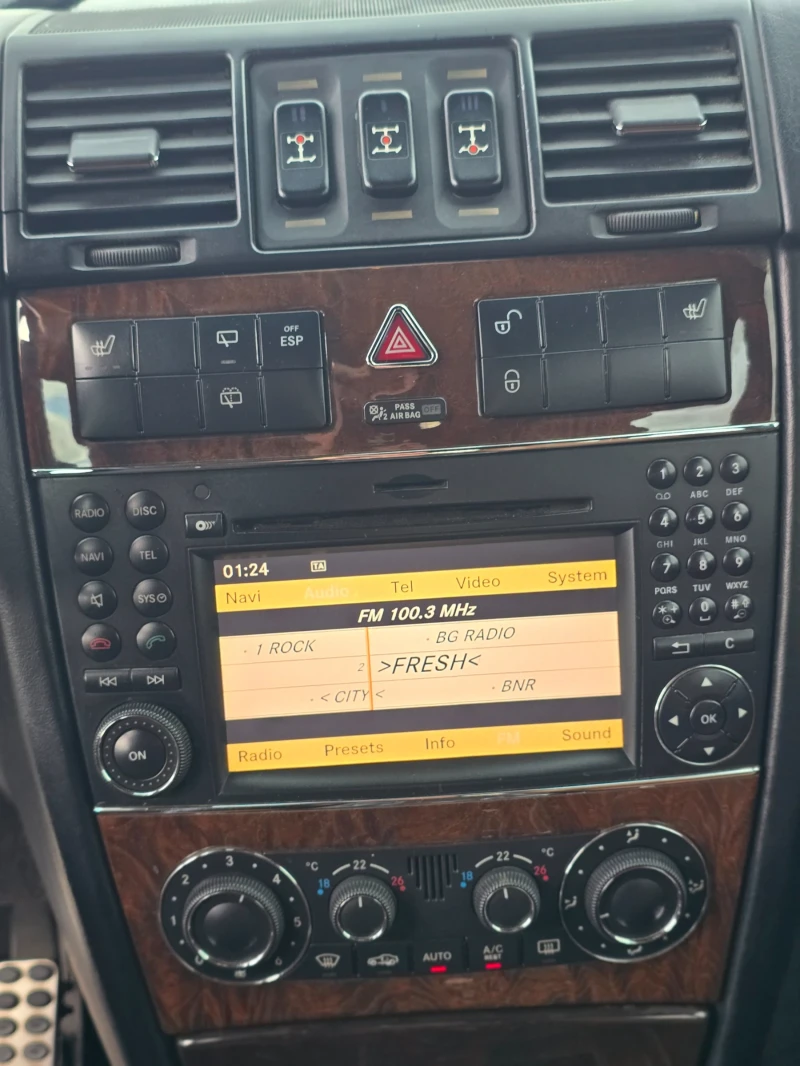 OFF
ESP
PASS
AIR BAG OFF
2
RADIO DISC
NAVI TEL
SYS
ON
1 2 3
ABC DEF
4 5 6
GHI JKL MNO
7 8 9
PQRS TUV WXYZ
*+ 0 #
C
OK
01:24 TA
Navi Audio Tel Video System
FM 100.3 MHz
1 ROCK BG RADIO
2 >FRESH<
< CITY < BNR
Radio Presets Info FM Sound
1 2 3 4 5
°C 18 22 26
18 22 26 °C
AUTO A/C
REST